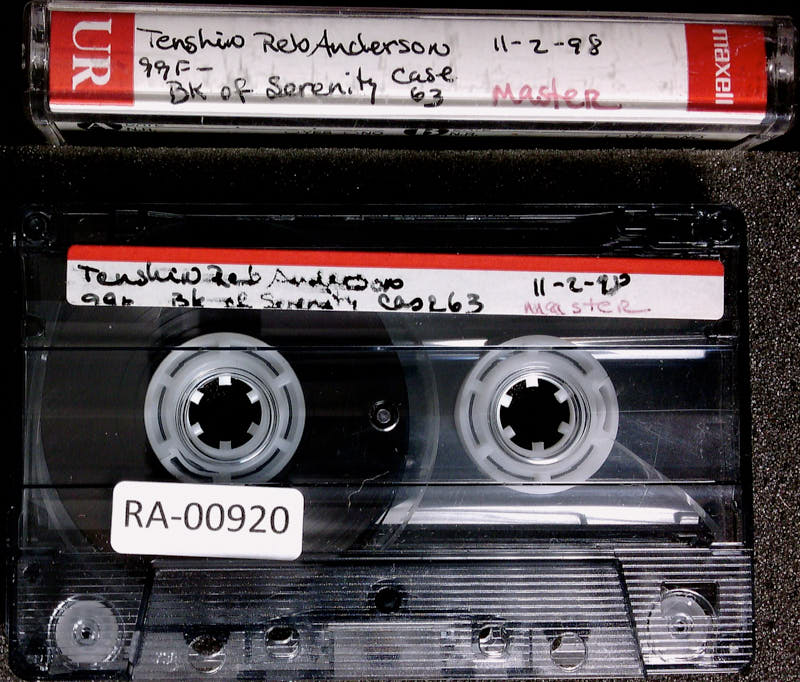 UR
Tenshin Reb Anderson 11-2-98
99F-
BK of Serenity Case
63 Master
maxell
Tenshin Reb Anderson 11-2-98
99F BK of Serenity Case 63 master
RA-00920